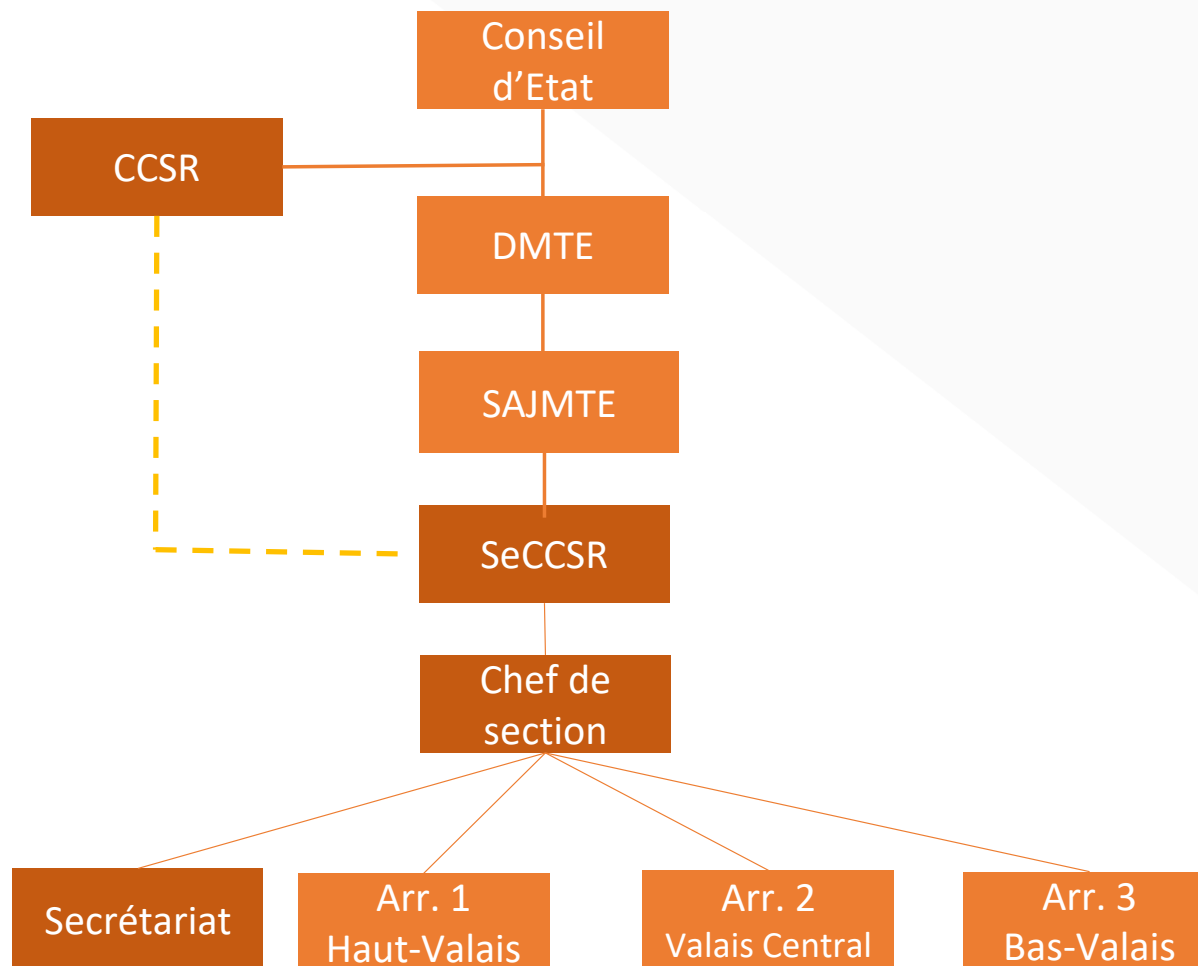 Conseil
d’Etat
CCSR
DMTE
SAJMTE
SeCCSR
Chef de
section
Secrétariat
Arr. 1
Haut-Valais
Arr. 2
Valais Central
Arr. 3
Bas-Valais